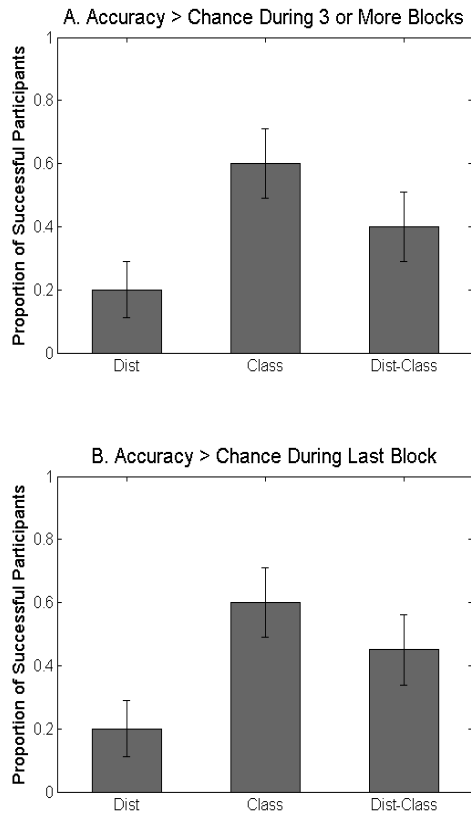 A. Accuracy > Chance During 3 or More Blocks
Proportion of Successful Participants
1
0.8
0.6
0.4
0.2
0
Dist Class Dist-Class
B. Accuracy > Chance During Last Block
Proportion of Successful Participants
1
0.8
0.6
0.4
0.2
0
Dist Class Dist-Class